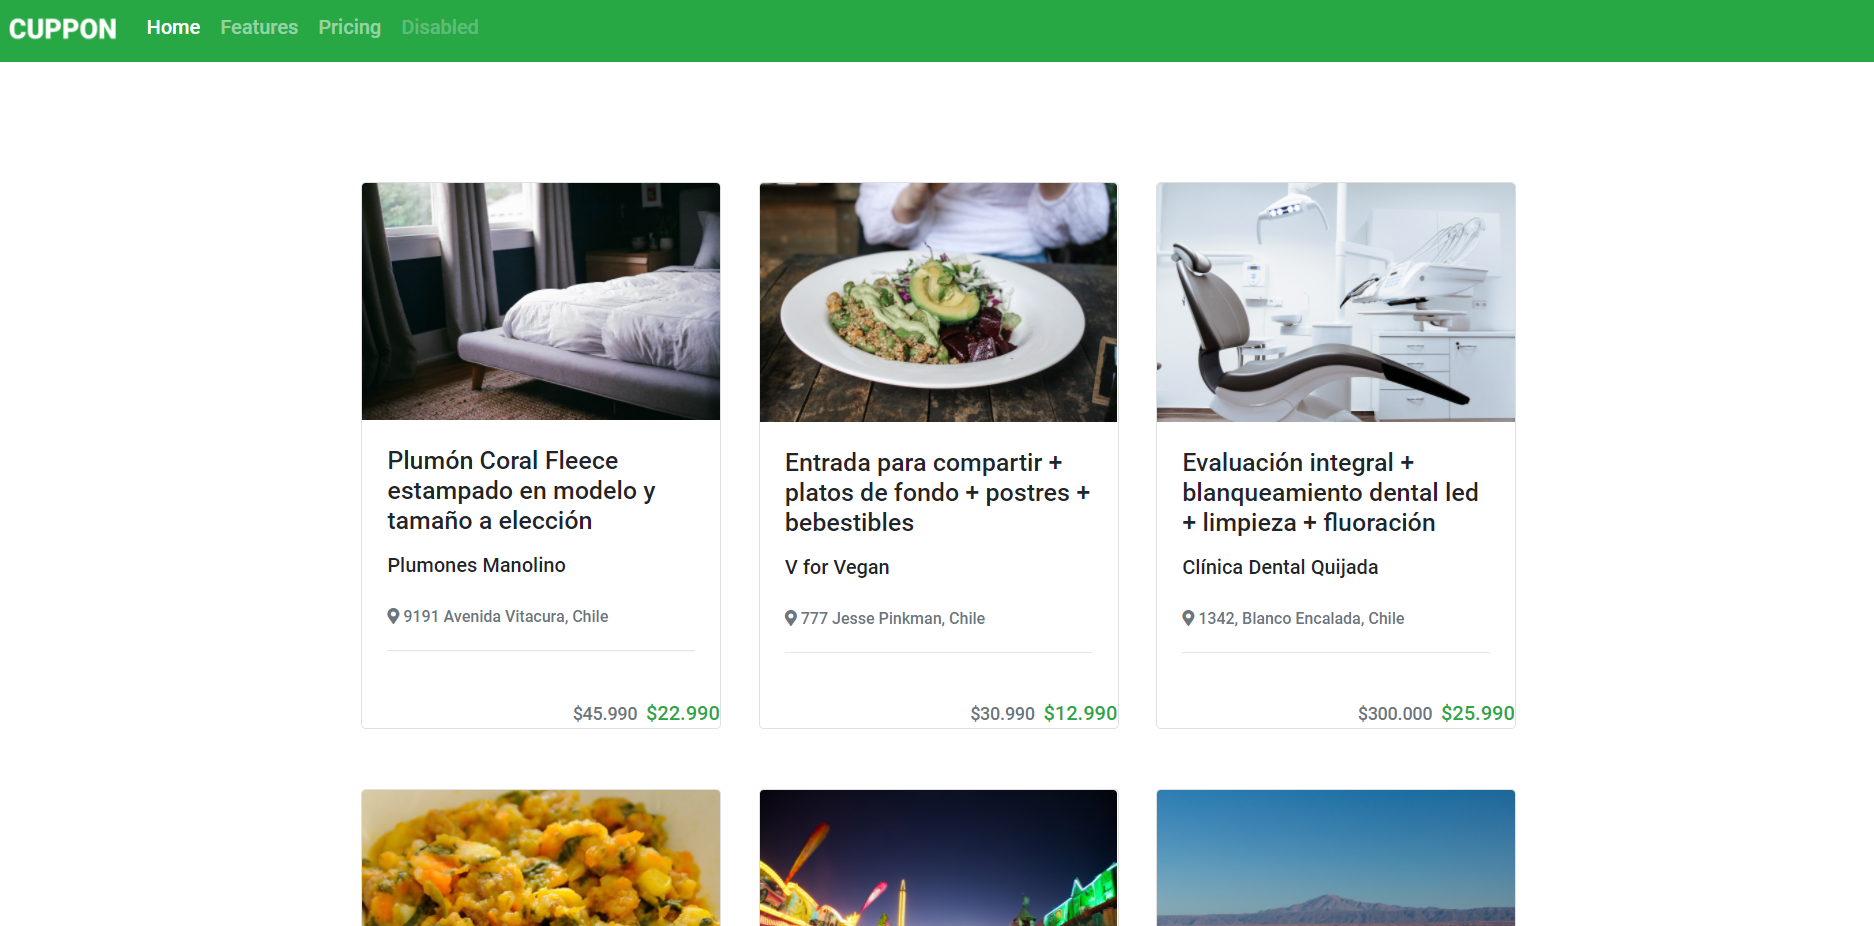 CUPPON Home Features Pricing Disabled
Plumón Coral Fleece
estampado en modelo y
tamaño a elección
Plumones Manolino
9191 Avenida Vitacura, Chile
$45.990 $22.990
Entrada para compartir +
platos de fondo + postres +
bebestibles
V for Vegan
777 Jesse Pinkman, Chile
$30.990 $12.990
Evaluación integral +
blanqueamiento dental led
+ limpieza + fluoración
Clínica Dental Quijada
1342, Blanco Encalada, Chile
$300.000 $25.990